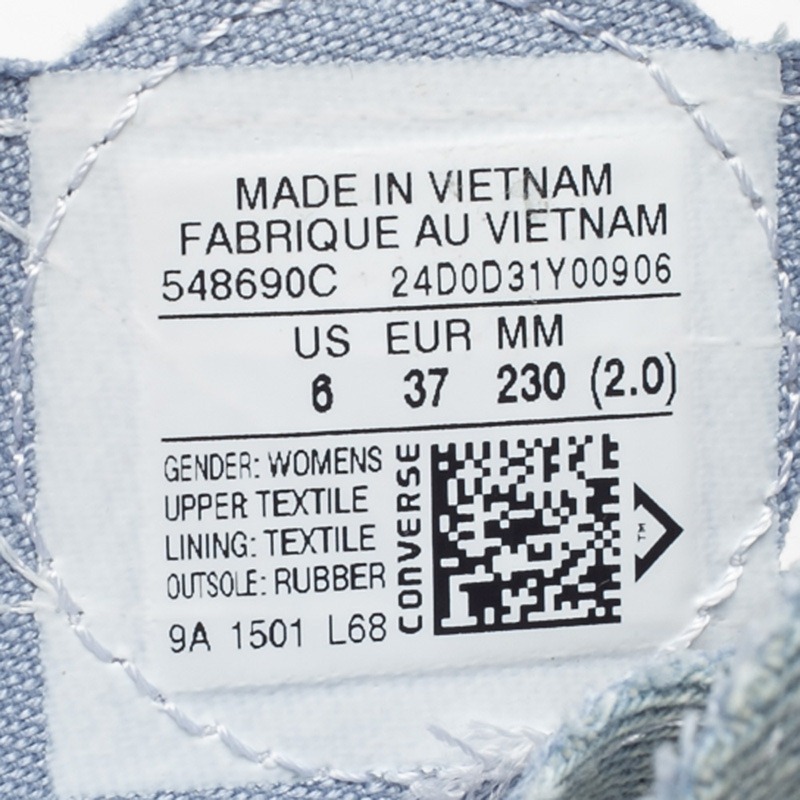 MADE IN VIETNAM
FABRIQUE AU VIETNAM
548690C 24D0D31Y00906
US EUR MM
6 37 230 (2.0)
GENDER: WOMENS
UPPER TEXTILE
LINING: TEXTILE
OUTSOLE: RUBBER
9A 1501 L68
CONVERSE
TM